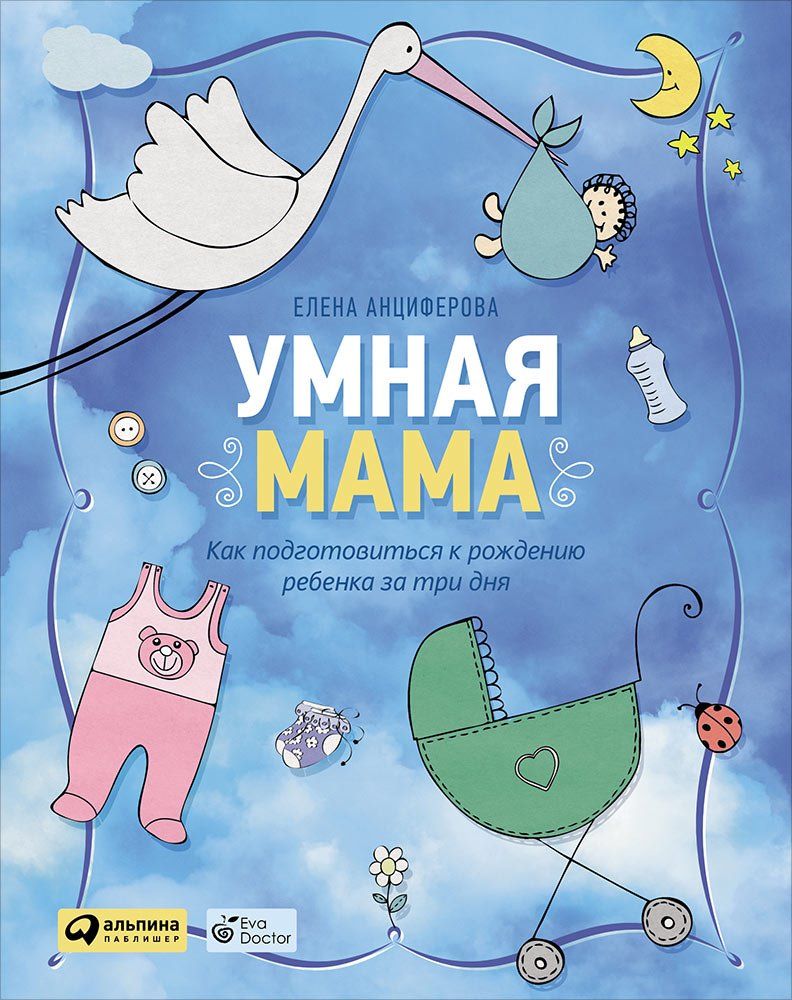 ЕЛЕНА АНЦИФЕРОВА
УМНАЯ
МАМА
Как подготовиться к рождению
ребенка за три дня
альпина
ПАБЛИШЕР
Eva
Doctor